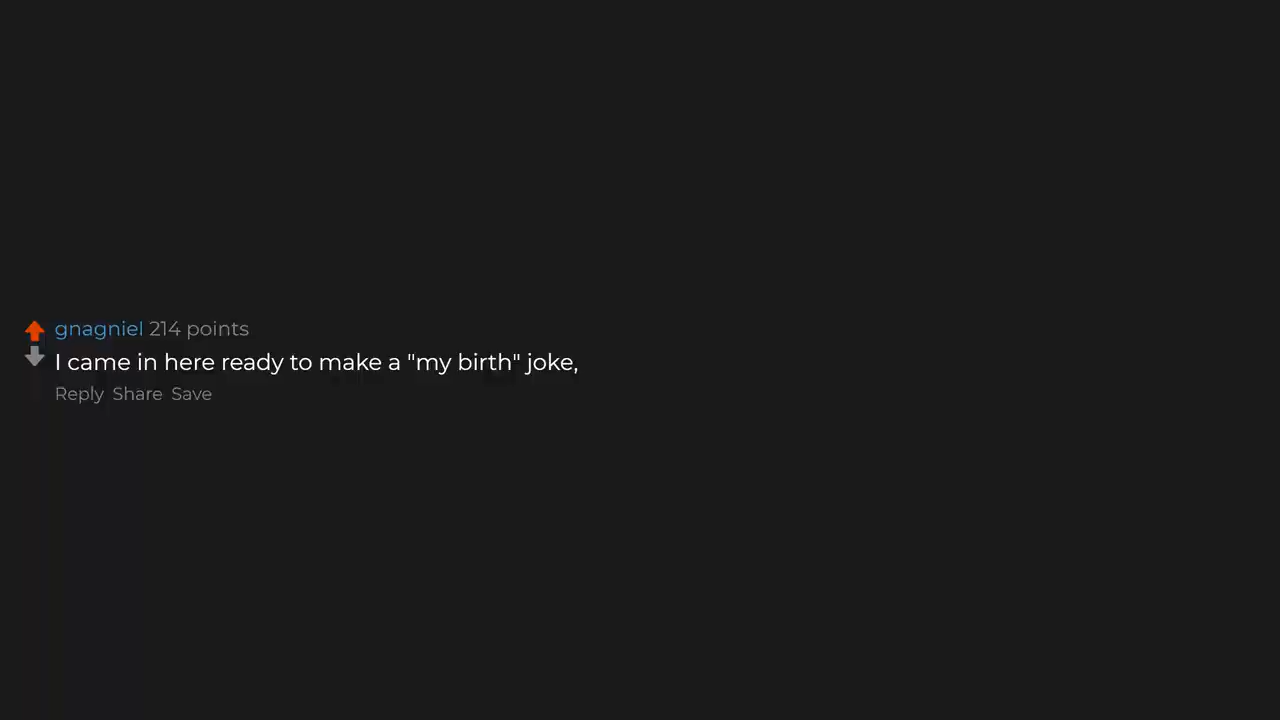 gnagniel 214 points
I came in here ready to make a "my birth" joke,
Reply Share Save